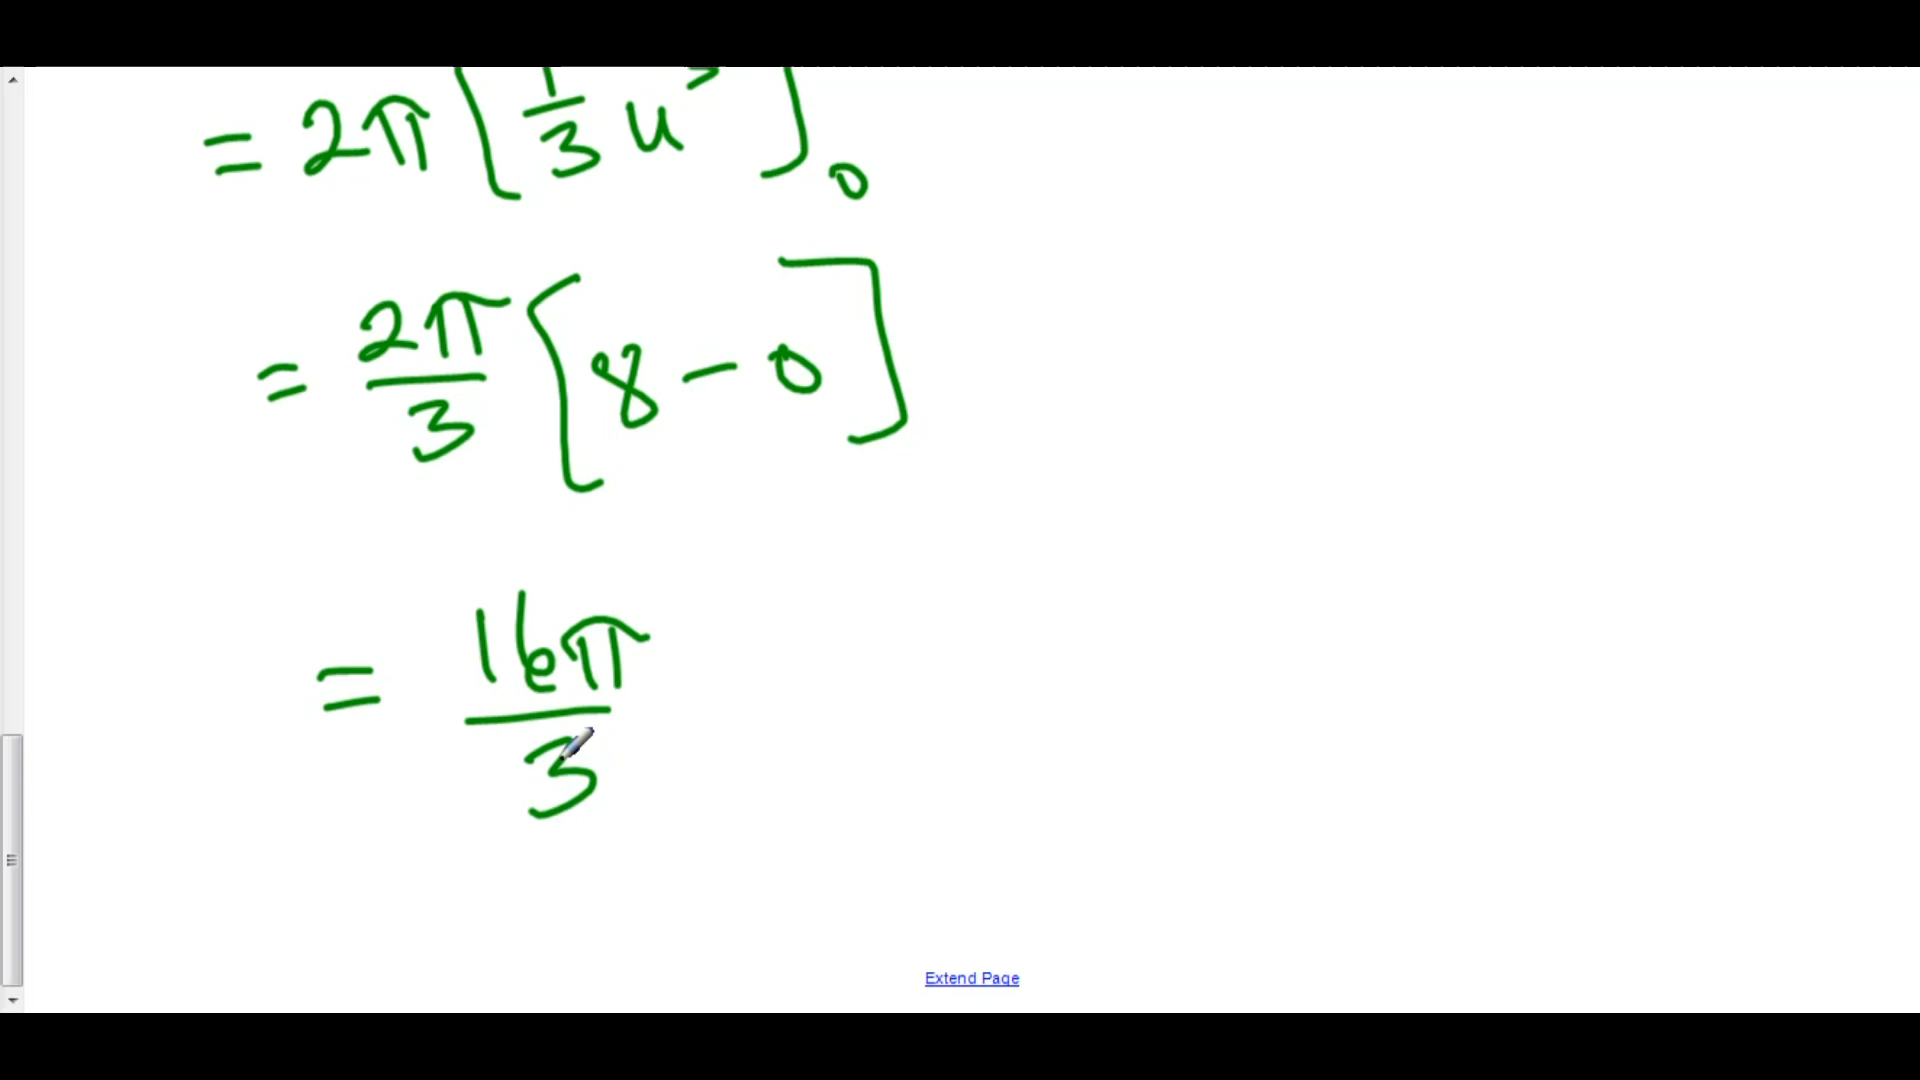 = 2π [ 1/3 u³ ]₀
= 2π/3 [ 8 - 0 ]
= 16π/3
Extend Page